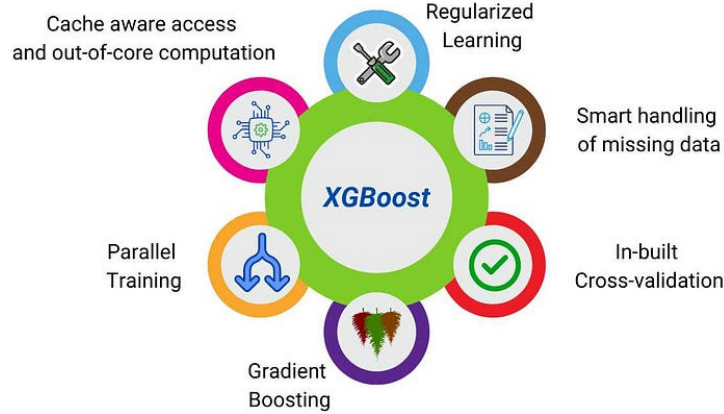 Cache aware access
and out-of-core computation
Regularized
Learning
Smart handling
of missing data
XGBoost
Parallel
Training
In-built
Cross-validation
Gradient
Boosting